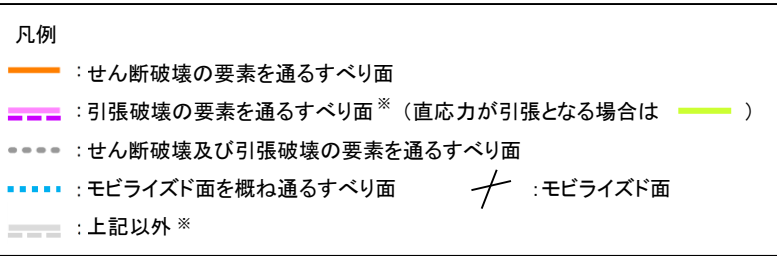 凡例
：せん断破壊の要素を通るすべり面
：引張破壊の要素を通るすべり面※（直応力が引張となる場合は　　　）
：せん断破壊及び引張破壊の要素を通るすべり面
：モビライズド面を概ね通るすべり面　　　：モビライズド面
：上記以外※